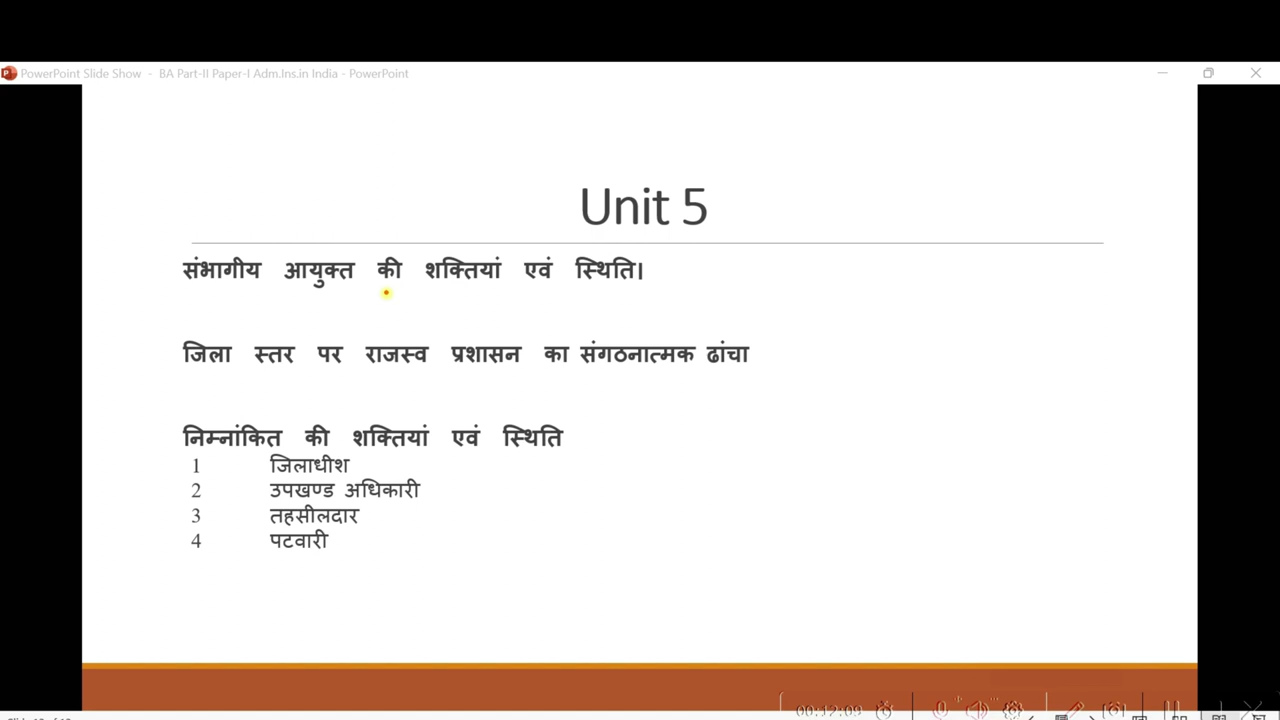 PowerPoint Slide Show - BA Part-II Paper-I Adm.Ins.in India - PowerPoint
Unit 5
संभागीय आयुक्त की शक्तियां एवं स्थिति।
जिला स्तर पर राजस्व प्रशासन का संगठनात्मक ढांचा
निम्नांकित की शक्तियां एवं स्थिति
1 जिलाधीश
2 उपखण्ड अधिकारी
3 तहसीलदार
4 पटवारी
00:12:09